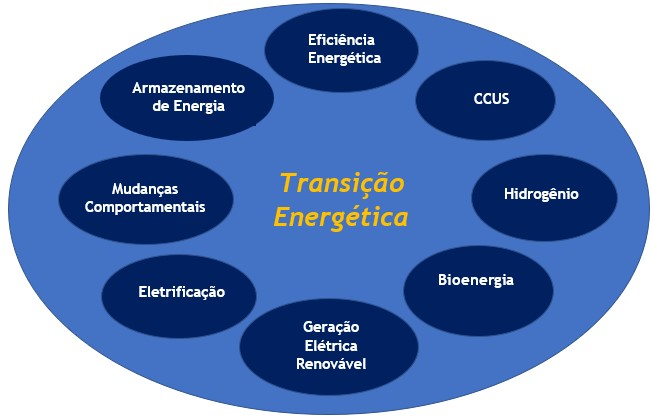 Eficiência
Energética
Armazenamento
de Energia
CCUS
Transição
Energética
Mudanças
Comportamentais
Hidrogênio
Eletrificação
Bioenergia
Geração
Elétrica
Renovável